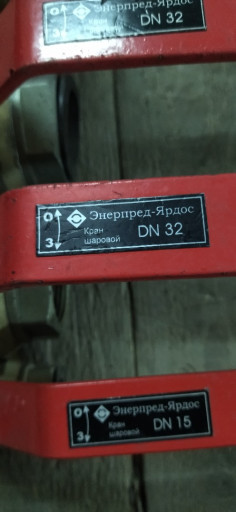 О Энерпред-Ярдос
DN 32
О Энерпред-Ярдос
Кран
шаровой DN 32
З
О Энерпред-Ярдос
Кран
шаровой DN 15
З